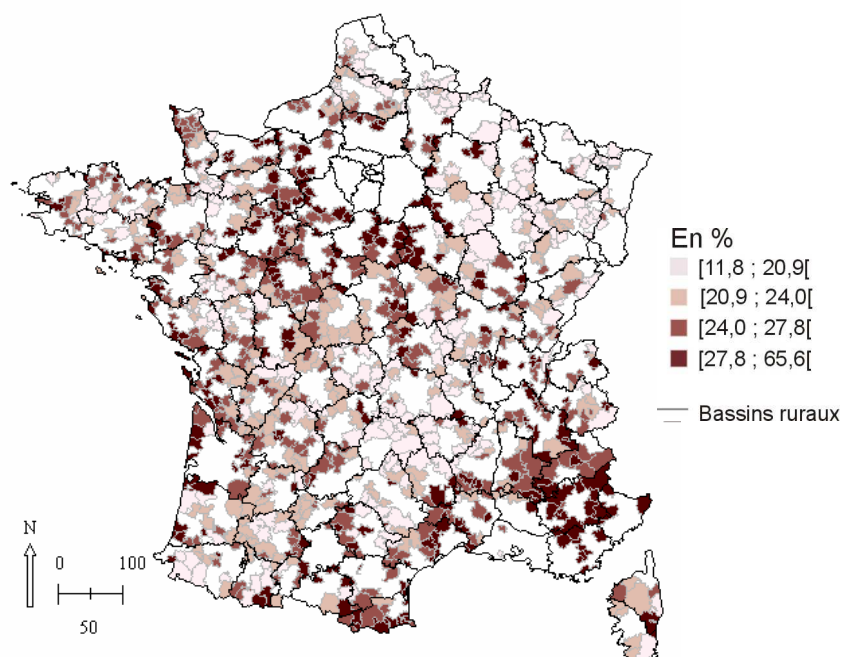 En %
[11,8 ; 20,9[
[20,9 ; 24,0[
[24,0 ; 27,8[
[27,8 ; 65,6[
Bassins ruraux
N
0 100
50